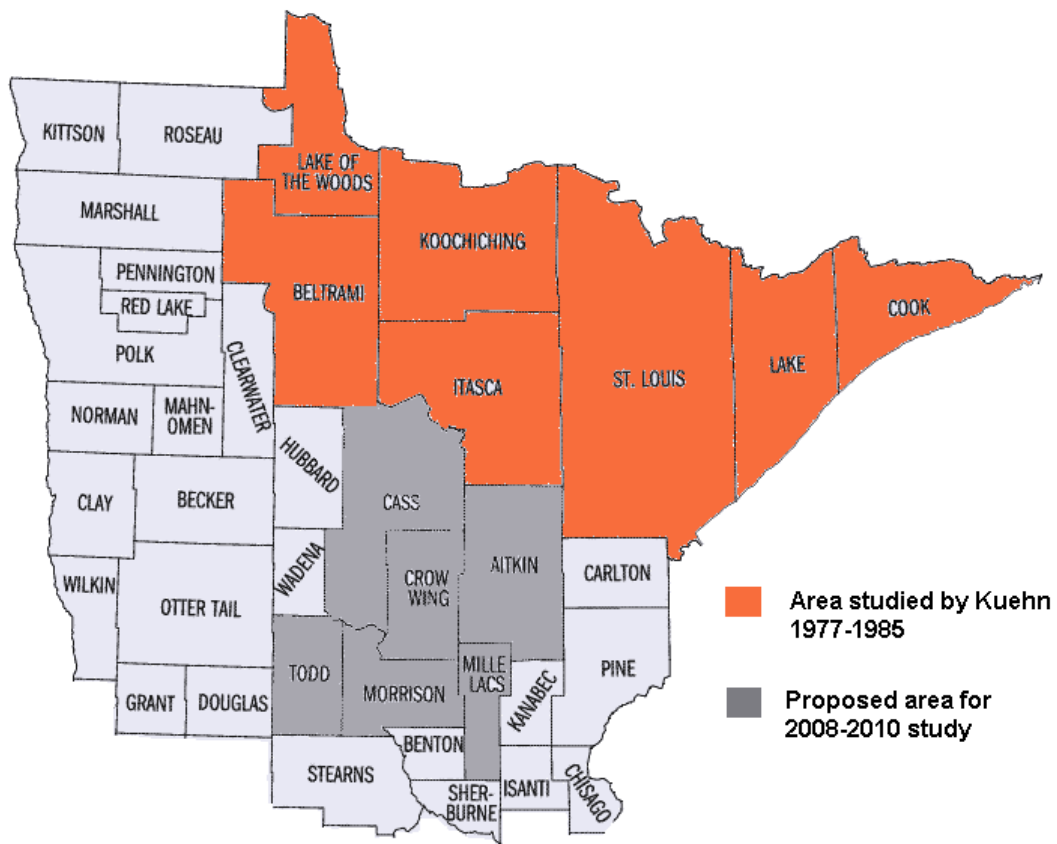 KITTSON
ROSEAU
LAKE OF
THE WOODS
MARSHALL
KOOCHICHING
PENNINGTON
BELTRAMI
RED LAKE
COOK
POLK
CLEARWATER
ITASCA
ST. LOUIS
LAKE
NORMAN
MAHN-
OMEN
HUBBARD
CLAY
BECKER
CASS
WADENA
AITKIN
CARLTON
WILKIN
OTTER TAIL
CROW
WING
Area studied by Kuehn
1977-1985
TODD
MILLE
LACS
PINE
MORRISON
KANABEC
GRANT
DOUGLAS
Proposed area for
2008-2010 study
BENTON
STEARNS
SHER-
BURNE
ISANTI
CHISAGO